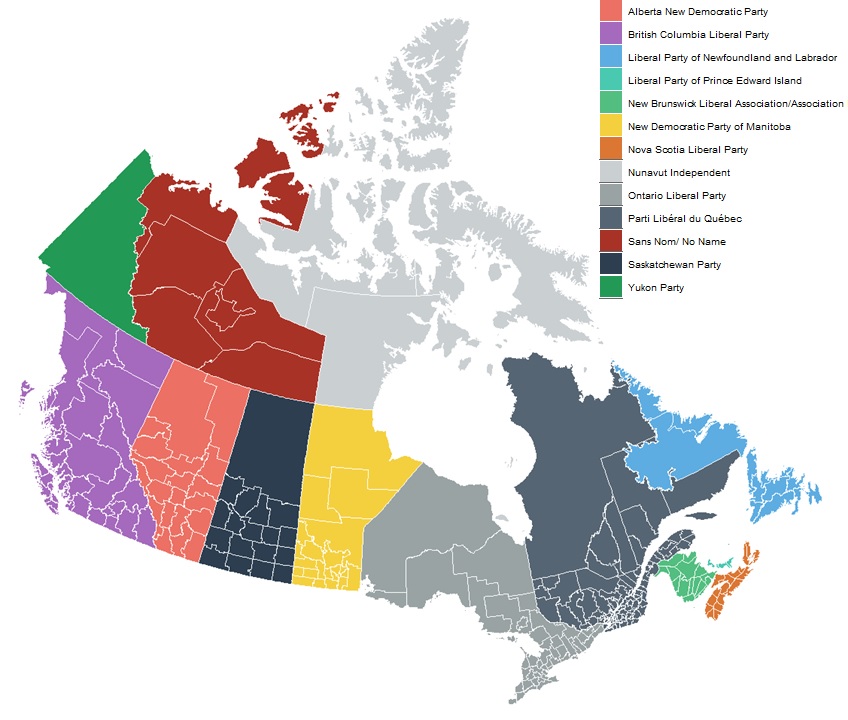 Alberta New Democratic Party
British Columbia Liberal Party
Liberal Party of Newfoundland and Labrador
Liberal Party of Prince Edward Island
New Brunswick Liberal Association/Association
New Democratic Party of Manitoba
Nova Scotia Liberal Party
Nunavut Independent
Ontario Liberal Party
Parti Libéral du Québec
Sans Nom/ No Name
Saskatchewan Party
Yukon Party